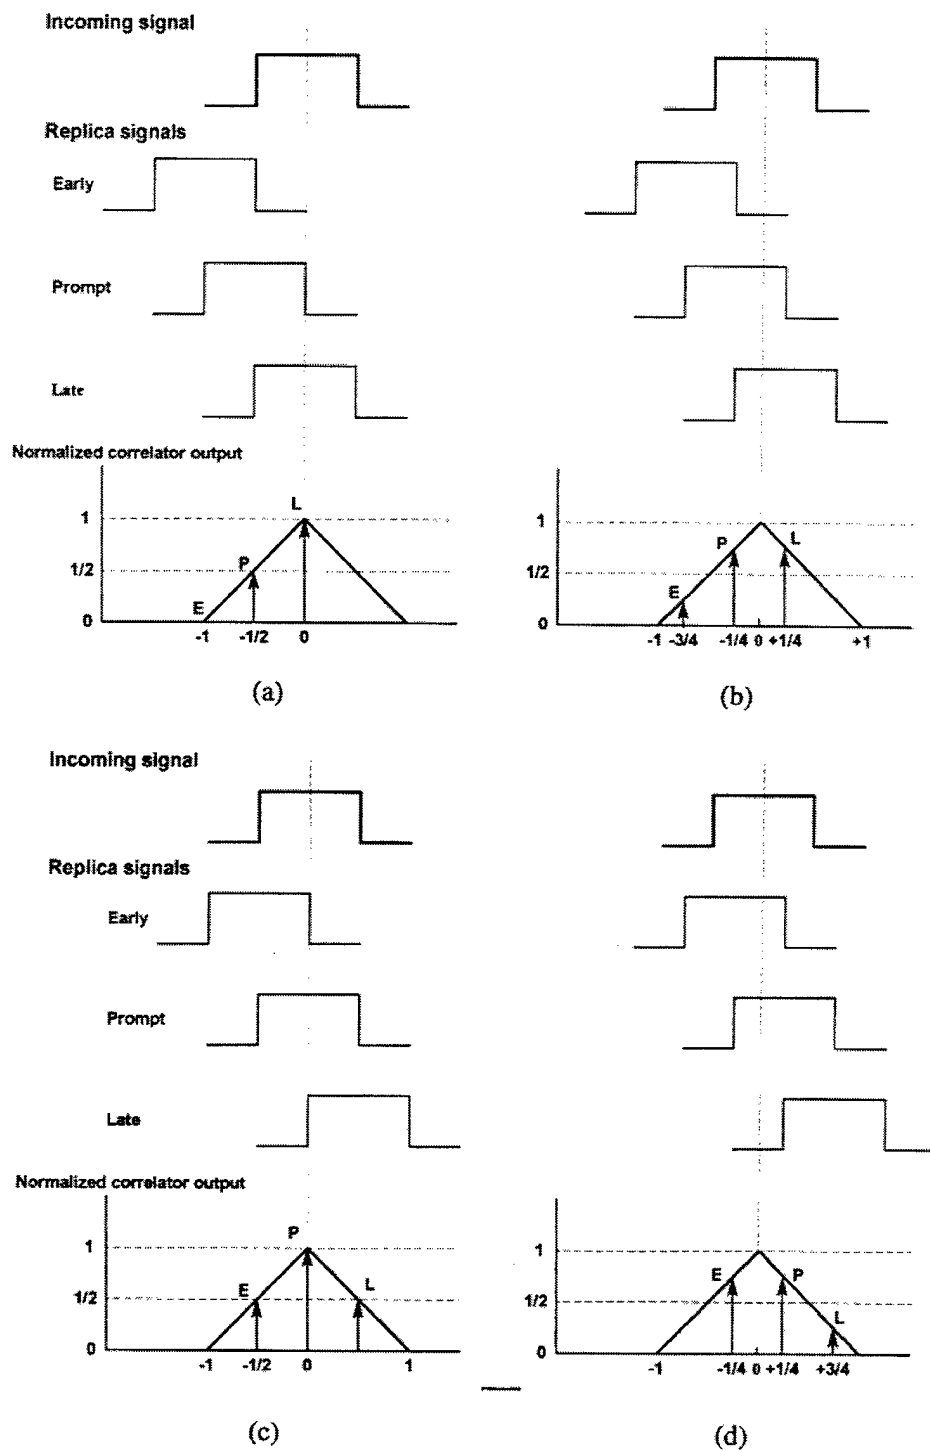 Incoming signal
Replica signals
Early
Prompt
Late
Normalized correlator output
1
1/2
0
E
P
L
-1
-1/2
0
(a)
1
1/2
0
E
P
L
-1
-3/4
-1/4
0
+1/4
+1
(b)
Incoming signal
Replica signals
Early
Prompt
Late
Normalized correlator output
1
1/2
0
E
P
L
-1
-1/2
0
1
(c)
1
1/2
0
E
P
L
-1
-1/4
0
+1/4
+3/4
(d)